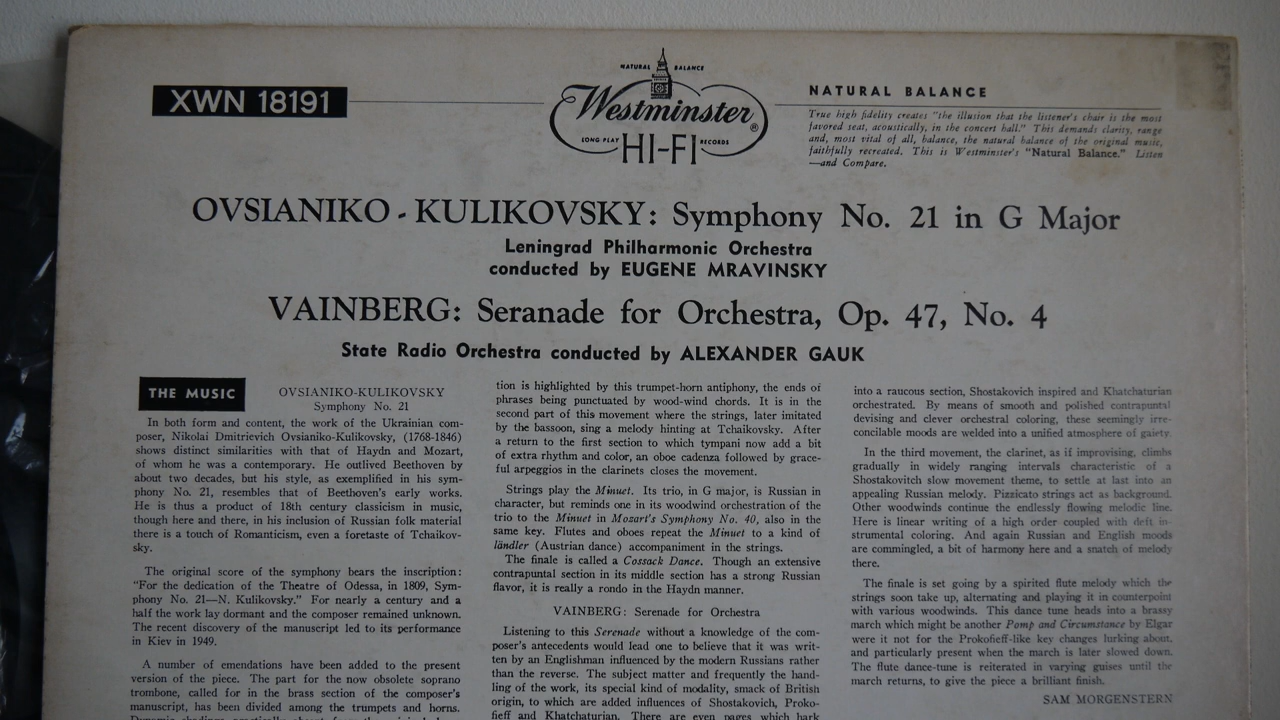 XWN 18191
NATURAL BALANCE
Westminster ®
LONG PLAY RECORDS
HI-FI
NATURAL BALANCE
True high fidelity creates "the illusion that the listener's chair is the most
favored seat, acoustically, in the concert hall." This demands clarity, range
and, most vital of all, balance, the natural balance of the original music,
faithfully recreated. This is Westminster's "Natural Balance." Listen
—and Compare.
OVSIANIKO - KULIKOVSKY: Symphony No. 21 in G Major
Leningrad Philharmonic Orchestra
conducted by EUGENE MRAVINSKY
VAINBERG: Seranade for Orchestra, Op. 47, No. 4
State Radio Orchestra conducted by ALEXANDER GAUK
THE MUSIC
OVSIANIKO-KULIKOVSKY
Symphony No. 21
In both form and content, the work of the Ukrainian com-
poser, Nikolai Dmitrievich Ovsianiko-Kulikovsky, (1768-1846)
shows distinct similarities with that of Haydn and Mozart,
of whom he was a contemporary. He outlived Beethoven by
about two decades, but his style, as exemplified in his sym-
phony No. 21, resembles that of Beethoven's early works.
He is thus a product of 18th century classicism in music,
though here and there, in his inclusion of Russian folk material
there is a touch of Romanticism, even a foretaste of Tchaikov-
sky.
The original score of the symphony bears the inscription:
"For the dedication of the Theatre of Odessa, in 1809, Sym-
phony No. 21—N. Kulikovsky." For nearly a century and a
half the work lay dormant and the composer remained unknown.
The recent discovery of the manuscript led to its performance
in Kiev in 1949.
A number of emendations have been added to the present
version of the piece. The part for the now obsolete soprano
trombone, called for in the brass section of the composer's
manuscript, has been divided among the trumpets and horns.
tion is highlighted by this trumpet-horn antiphony, the ends of
phrases being punctuated by wood-wind chords. It is in the
second part of this movement where the strings, later imitated
by the bassoon, sing a melody hinting at Tchaikovsky. After
a return to the first section to which tympani now add a bit
of extra rhythm and color, an oboe cadenza followed by grace-
ful arpeggios in the clarinets closes the movement.
Strings play the Minuet. Its trio, in G major, is Russian in
character, but reminds one in its woodwind orchestration of the
trio to the Minuet in Mozart's Symphony No. 40, also in the
same key. Flutes and oboes repeat the Minuet to a kind of
ländler (Austrian dance) accompaniment in the strings.
The finale is called a Cossack Dance. Though an extensive
contrapuntal section in its middle section has a strong Russian
flavor, it is really a rondo in the Haydn manner.
VAINBERG: Serenade for Orchestra
Listening to this Serenade without a knowledge of the com-
poser's antecedents would lead one to believe that it was writ-
ten by an Englishman influenced by the modern Russians rather
than the reverse. The subject matter and frequently the hand-
ling of the work, its special kind of modality, smack of British
origin, to which are added influences of Shostakovich, Proko-
fieff and Khatchaturian. There are even pages which hark
into a raucous section, Shostakovich inspired and Khatchaturian
orchestrated. By means of smooth and polished contrapuntal
devising and clever orchestral coloring, these seemingly irre-
concilable moods are welded into a unified atmosphere of gaiety.
In the third movement, the clarinet, as if improvising, climbs
gradually in widely ranging intervals characteristic of a
Shostakovitch slow movement theme, to settle at last into an
appealing Russian melody. Pizzicato strings act as background.
Other woodwinds continue the endlessly flowing melodic line.
Here is linear writing of a high order coupled with deft in-
strumental coloring. And again Russian and English moods
are commingled, a bit of harmony here and a snatch of melody
there.
The finale is set going by a spirited flute melody which the
strings soon take up, alternating and playing it in counterpoint
with various woodwinds. This dance tune heads into a brassy
march which might be another Pomp and Circumstance by Elgar
were it not for the Prokofieff-like key changes lurking about,
and particularly present when the march is later slowed down.
The flute dance-tune is reiterated in varying guises until the
march returns, to give the piece a brilliant finish.
SAM MORGENSTERN